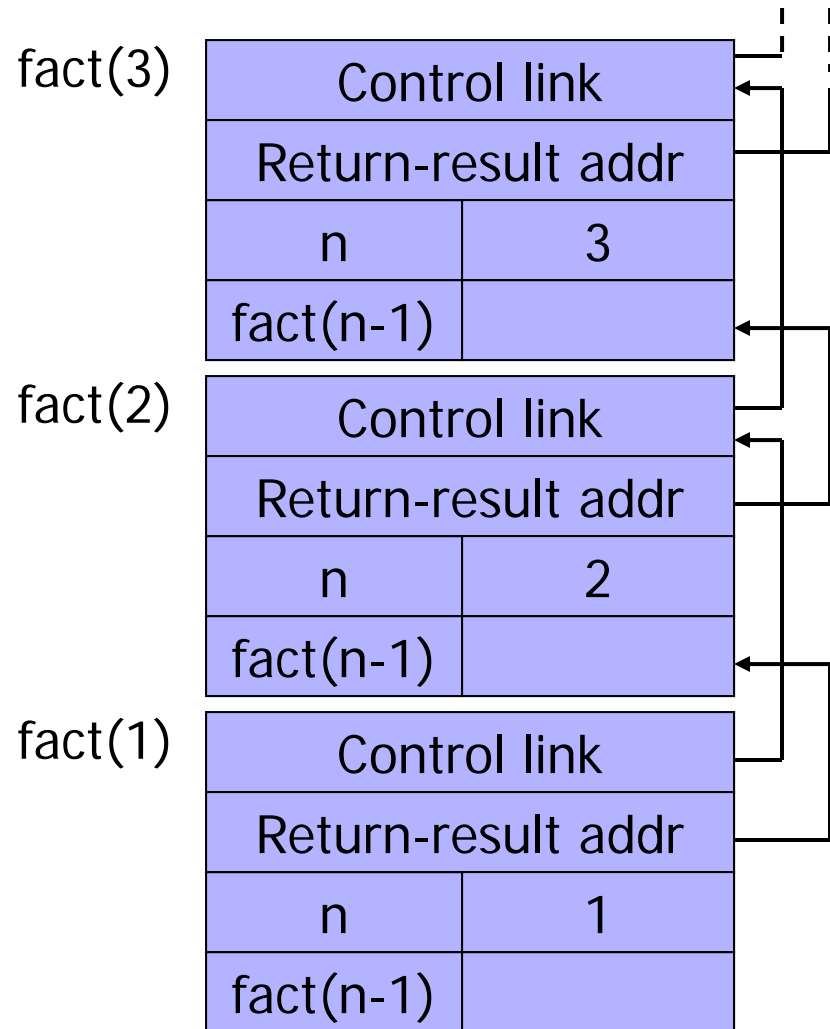 fact(3)
Control link
Return-result addr
n 3
fact(n-1)
fact(2)
Control link
Return-result addr
n 2
fact(n-1)
fact(1)
Control link
Return-result addr
n 1
fact(n-1)